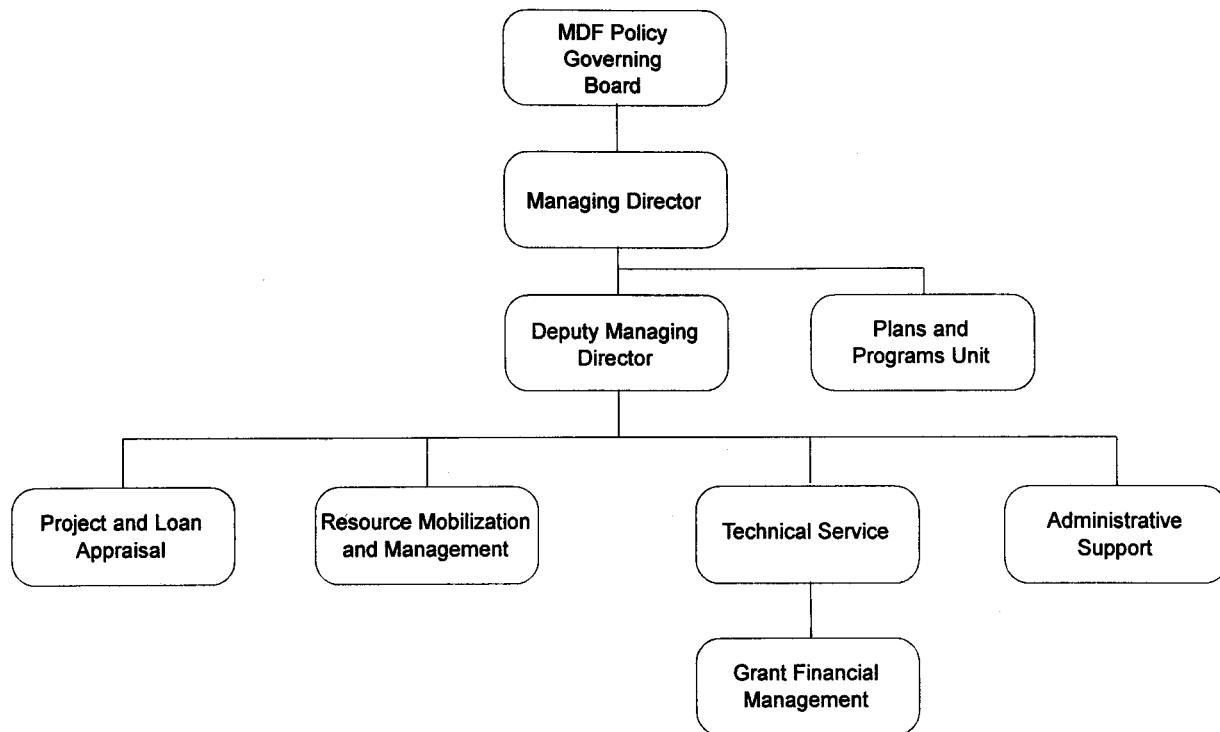 MDF Policy
Governing
Board
Managing Director
Deputy Managing
Director
Plans and
Programs Unit
Project and Loan
Appraisal
Resource Mobilization
and Management
Technical Service
Administrative
Support
Grant Financial
Management